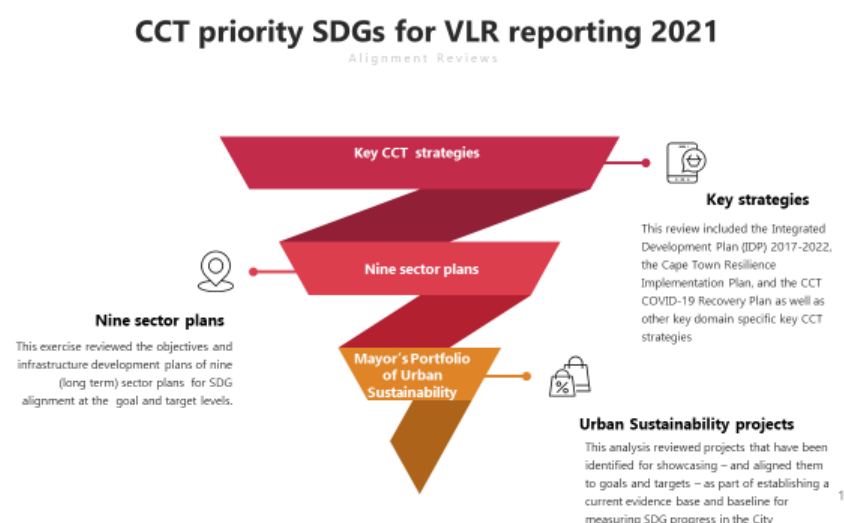 CCT priority SDGs for VLR reporting 2021
Alignment Reviews
Key CCT strategies
Key strategies
This review included the Integrated
Development Plan (IDP) 2017-2022,
the Cape Town Resilience
Implementation Plan, and the CCT
COVID-19 Recovery Plan as well as
other key domain specific key CCT
strategies
Nine sector plans
Nine sector plans
This exercise reviewed the objectives and
infrastructure development plans of nine
(long term) sector plans for SDG
alignment at the goal and target levels.
Mayor's Portfolio
of Urban
Sustainability
%
Urban Sustainability projects
This analysis reviewed projects that have been
identified for showcasing – and aligned them
to goals and targets – as part of establishing a
current evidence base and baseline for
measuring SDG progress in the City
1